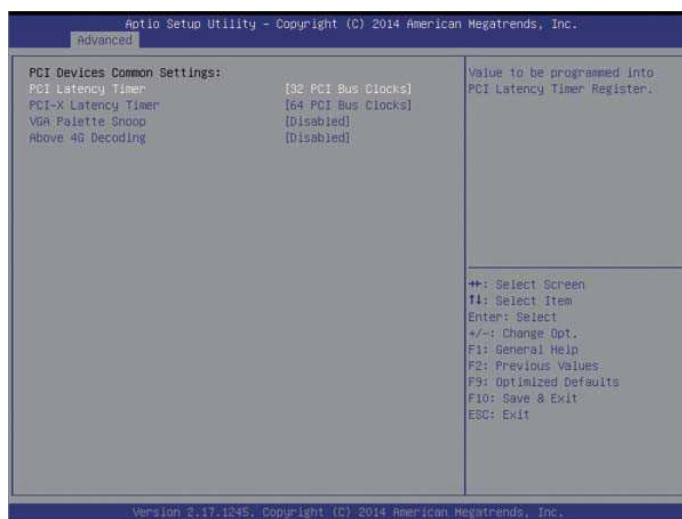 Aptio Setup Utility – Copyright (C) 2014 American Megatrends, Inc.
Advanced
PCI Devices Common Settings:
PCI Latency Timer [32 PCI Bus Clocks]
PCI-X Latency Timer [64 PCI Bus Clocks]
VGA Palette Snoop [Disabled]
Above 4G Decoding [Disabled]
Value to be programmed into
PCI Latency Timer Register.
→←: Select Screen
↑↓: Select Item
Enter: Select
+/-: Change Opt.
F1: General Help
F2: Previous Values
F9: Optimized Defaults
F10: Save & Exit
ESC: Exit
Version 2.17.1245. Copyright (C) 2014 American Megatrends, Inc.